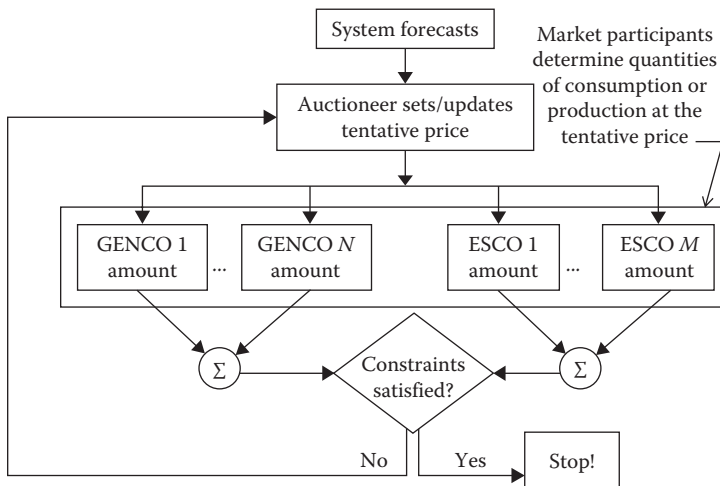 System forecasts
Market participants
determine quantities
of consumption or
production at the
tentative price
Auctioneer sets/updates
tentative price
GENCO 1
amount
...
GENCO N
amount
ESCO 1
amount
...
ESCO M
amount
Σ
Constraints
satisfied?
Σ
No
Yes
Stop!